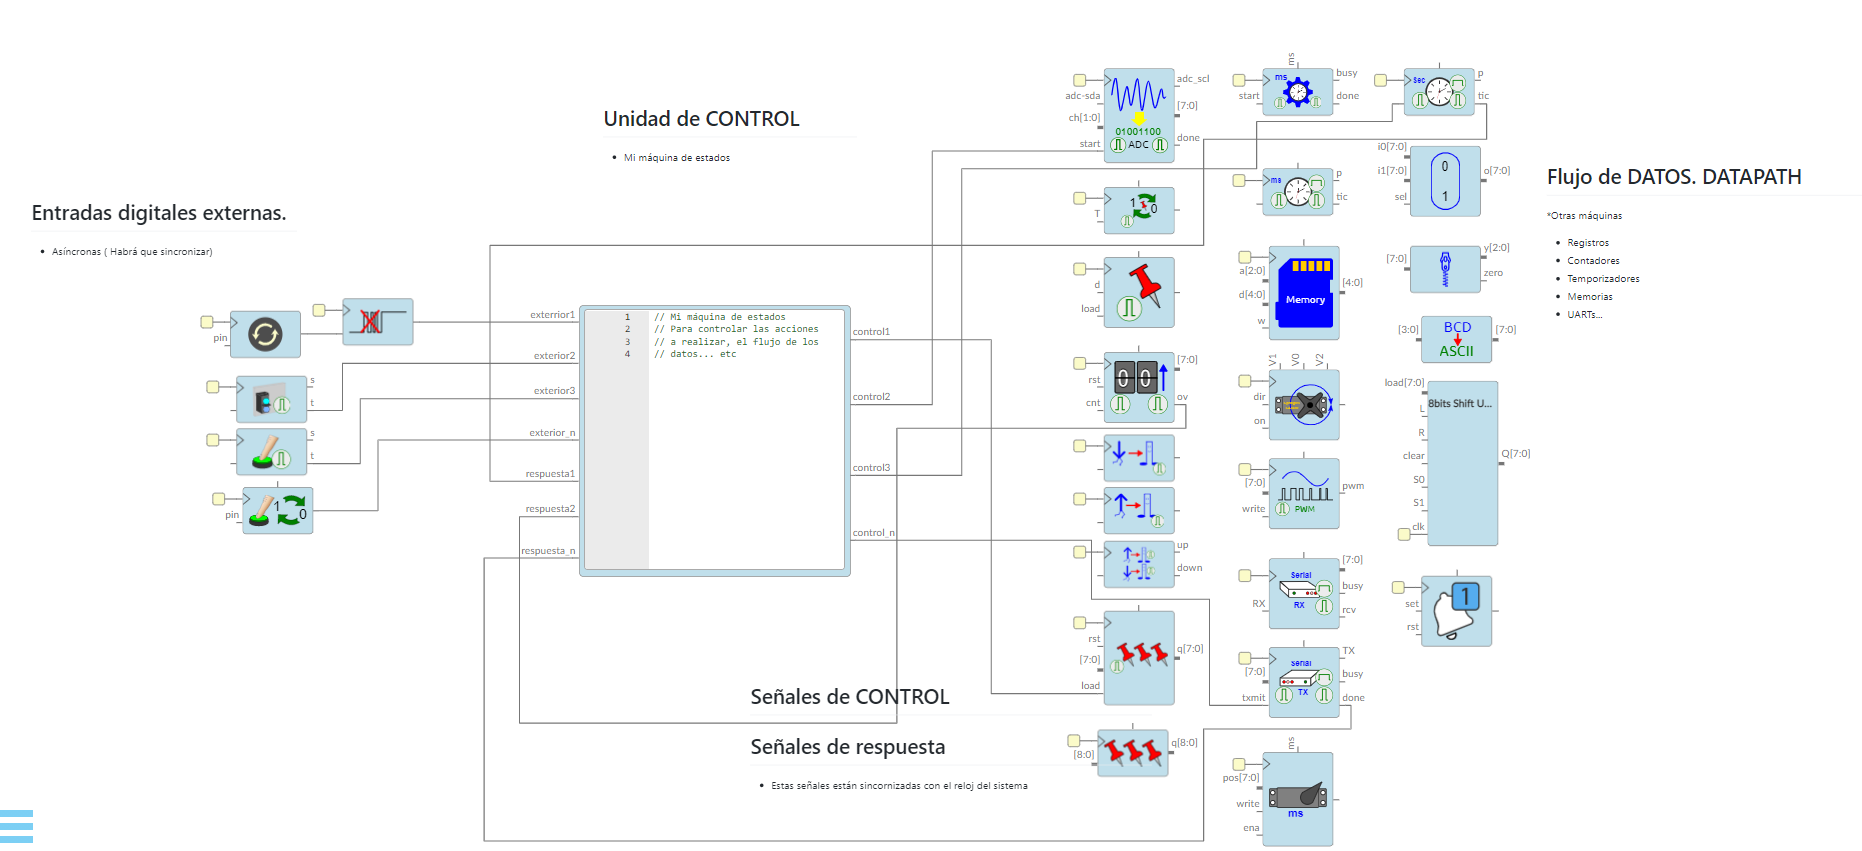 Unidad de CONTROL
Mi máquina de estados
Entradas digitales externas.
Asíncronas ( Habrá que sincronizar)
Flujo de DATOS. DATAPATH
*Otras máquinas
Registros
Contadores
Temporizadores
Memorias
UARTs...
pin
s
t
s
t
pin
exterrior1
exterior2
exterior3
exterior_n
respuesta1
respuesta2
respuesta_n
1 // Mi máquina de estados
2 // Para controlar las acciones
3 // a realizar, el flujo de los
4 // datos... etc
control1
control2
control3
control_n
Señales de CONTROL
Señales de respuesta
Estas señales están sincornizadas con el reloj del sistema
adc-sda
ch[1:0]
start
01001100
ADC
adc_scl
[7:0]
done
T
1
0
d
load
rst
cnt
0 0
[7:0]
ov
up
down
rst
[7:0]
load
q[7:0]
[8:0]
q[8:0]
ms
start
ms
busy
done
ms
p
tic
a[2:0]
d[4:0]
w
Memory
[4:0]
V1
V0
V2
dir
on
[7:0]
write
PWM
pwm
RX
Serial
RX
[7:0]
busy
rcv
[7:0]
txmit
Serial
TX
TX
busy
done
ms
pos[7:0]
write
ena
ms
Sec
p
tic
i0[7:0]
i1[7:0]
sel
0
1
o[7:0]
[7:0]
y[2:0]
zero
[3:0]
BCD
ASCII
[7:0]
load[7:0]
L
R
clear
S0
S1
clk
8bits Shift U...
Q[7:0]
set
rst
1
1
0